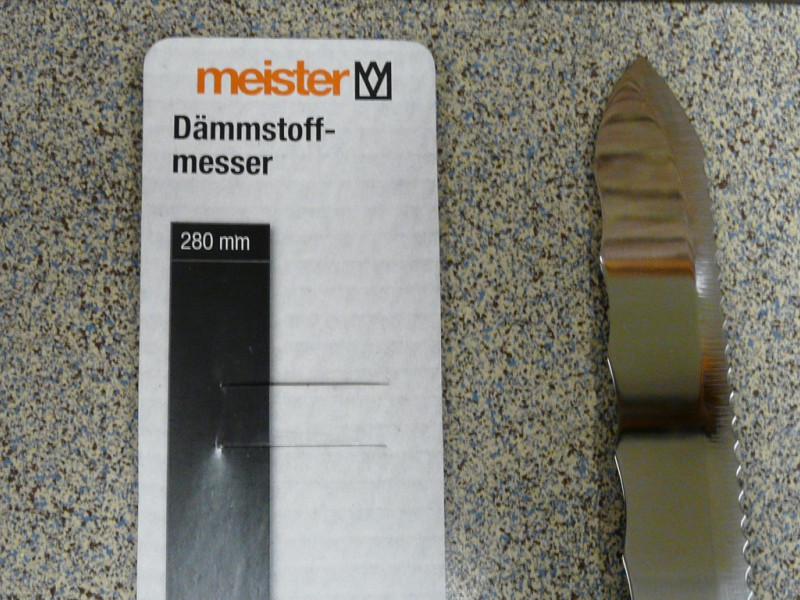 meister
Dämmstoff-
messer
280 mm